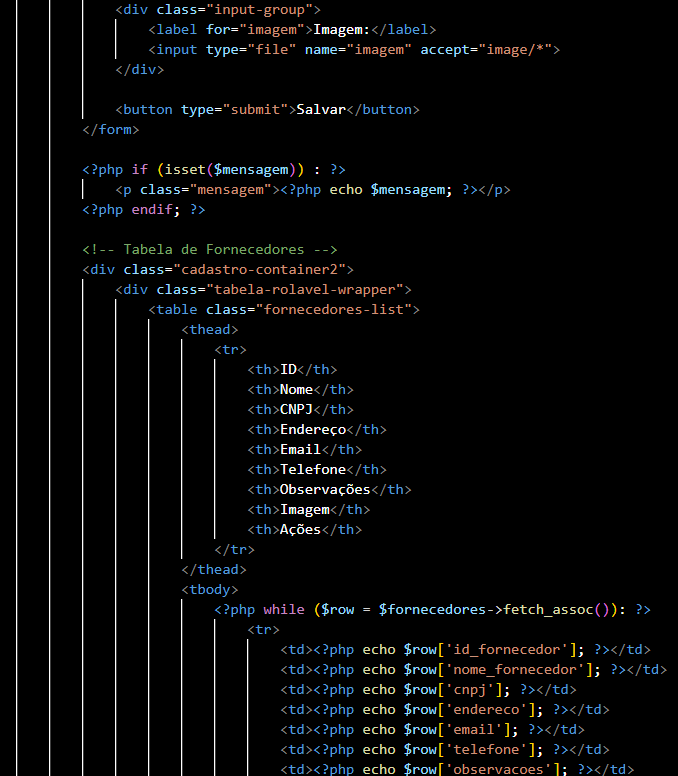 <div class="input-group">
<label for="imagem">Imagem:</label>
<input type="file" name="imagem" accept="image/*">
</div>
<button type="submit">Salvar</button>
</form>
<?php if (isset($mensagem)) : ?>
<p class="mensagem"><?php echo $mensagem; ?></p>
<?php endif; ?>
<!-- Tabela de Fornecedores -->
<div class="cadastro-container2">
<div class="tabela-rolavel-wrapper">
<table class="fornecedores-list">
<thead>
<tr>
<th>ID</th>
<th>Nome</th>
<th>CNPJ</th>
<th>Endereço</th>
<th>Email</th>
<th>Telefone</th>
<th>Observações</th>
<th>Imagem</th>
<th>Ações</th>
</tr>
</thead>
<tbody>
<?php while ($row = $fornecedores->fetch_assoc()): ?>
<tr>
<td><?php echo $row['id_fornecedor']; ?></td>
<td><?php echo $row['nome_fornecedor']; ?></td>
<td><?php echo $row['cnpj']; ?></td>
<td><?php echo $row['endereco']; ?></td>
<td><?php echo $row['email']; ?></td>
<td><?php echo $row['telefone']; ?></td>
<td><?php echo $row['observacoes']; ?></td>